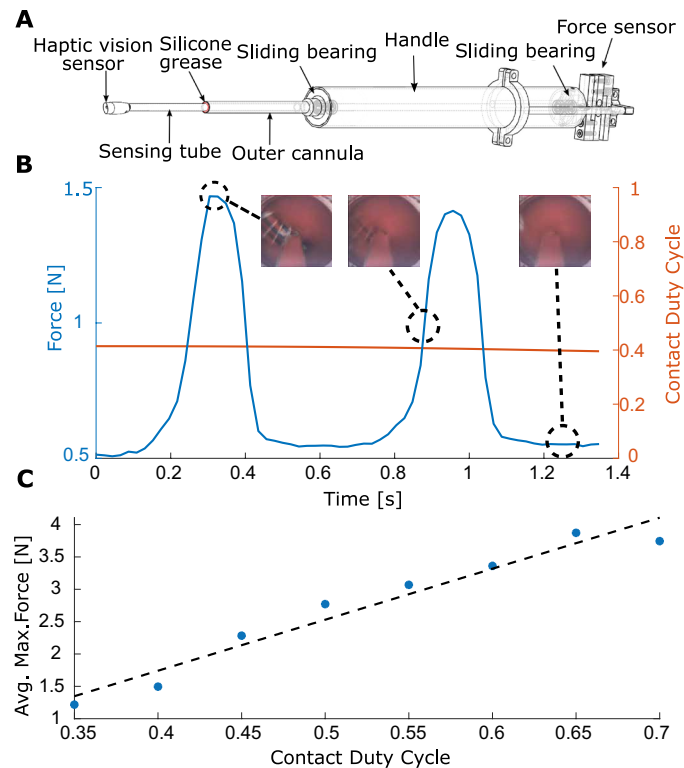 A
Haptic vision
sensor
Silicone
grease
Sliding bearing
Handle
Sliding bearing
Force sensor
Sensing tube
Outer cannula
B
1.5
1
0.5
Force [N]
1
0.8
0.6
0.4
0.2
0
Contact Duty Cycle
0 0.2 0.4 0.6 0.8 1 1.2 1.4
Time [s]
C
4
3.5
3
2.5
2
1.5
1
Avg. Max.Force [N]
0.35 0.4 0.45 0.5 0.55 0.6 0.65 0.7
Contact Duty Cycle